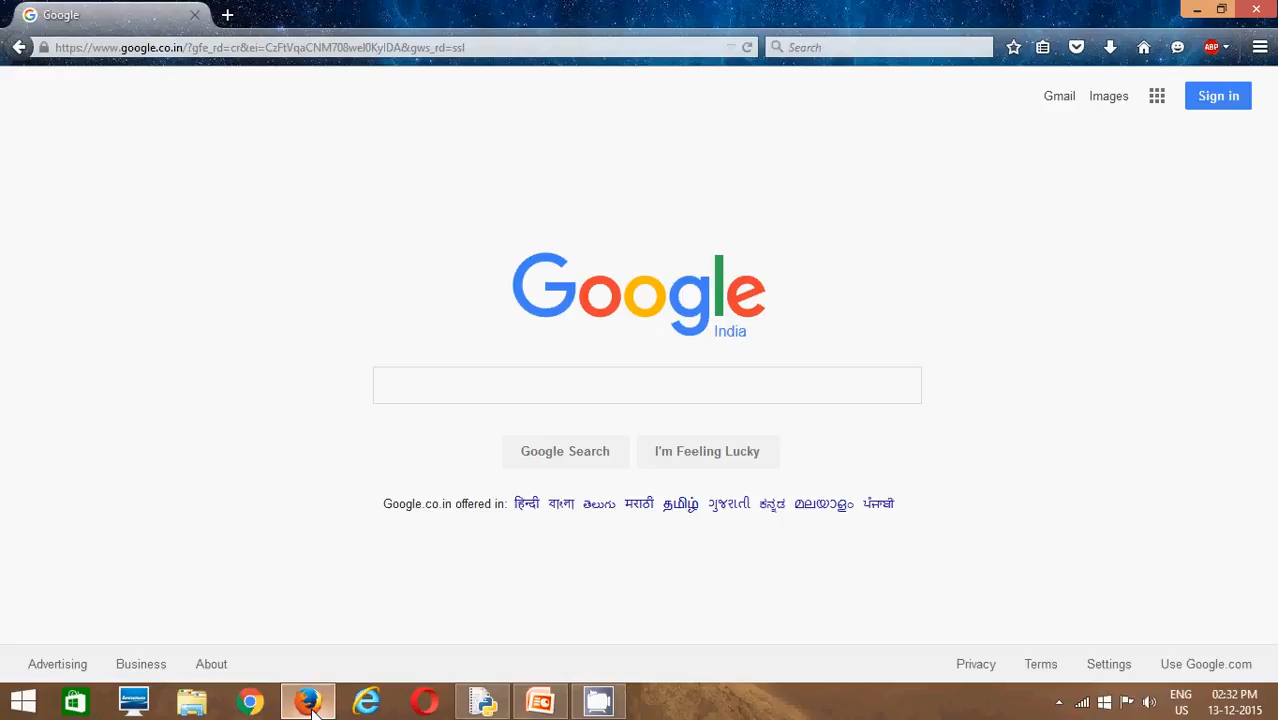 Google
https://www.google.co.in/?gfe_rd=cr&ei=CzFtVqaCNM708wel0KylDA&gws_rd=ssl
Search
ABP
Gmail Images Sign in
Google
India
Google Search I'm Feeling Lucky
Google.co.in offered in: हिन्दी বাংলা తెలుగు मराठी தமிழ் ગુજરાતી ಕನ್ನಡ മലയാളം ਪੰਜਾਬੀ
Advertising Business About Privacy Terms Settings Use Google.com
ENG 02:32 PM
US 13-12-2015